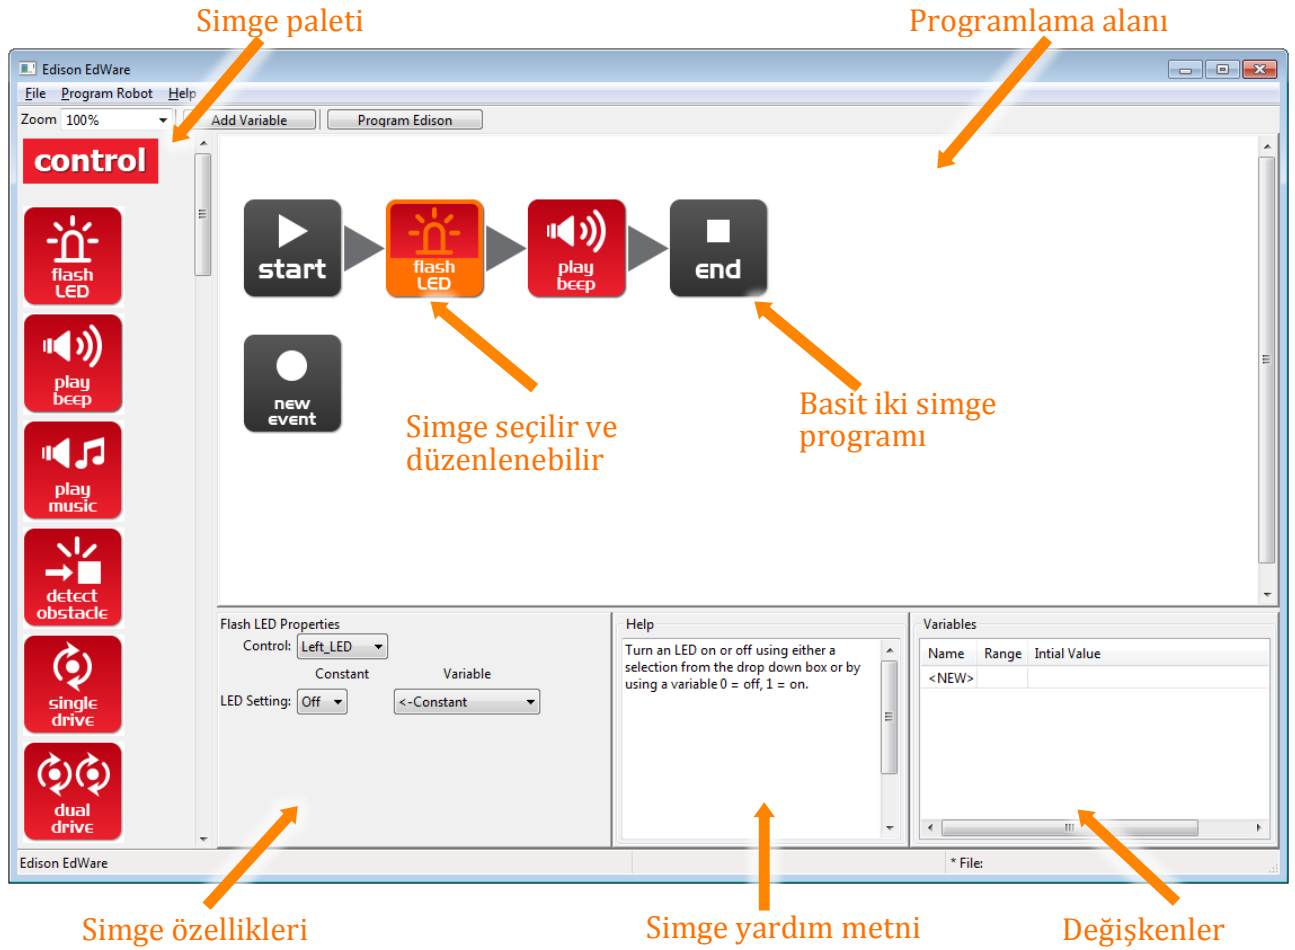 Simge paleti
Programlama alanı
Edison EdWare
File Program Robot Help
Zoom 100% Add Variable Program Edison
control
flash
LED
play
beep
play
music
detect
obstacle
single
drive
dual
drive
start
flash
LED
play
beep
end
new
event
Simge seçilir ve
düzenlenebilir
Basit iki simge
programı
Flash LED Properties
Control: Left_LED
Constant Variable
LED Setting: Off <-Constant
Help
Turn an LED on or off using either a
selection from the drop down box or by
using a variable 0 = off, 1 = on.
Variables
Name Range Intial Value
<NEW>
Edison EdWare
* File:
Simge özellikleri
Simge yardım metni
Değişkenler